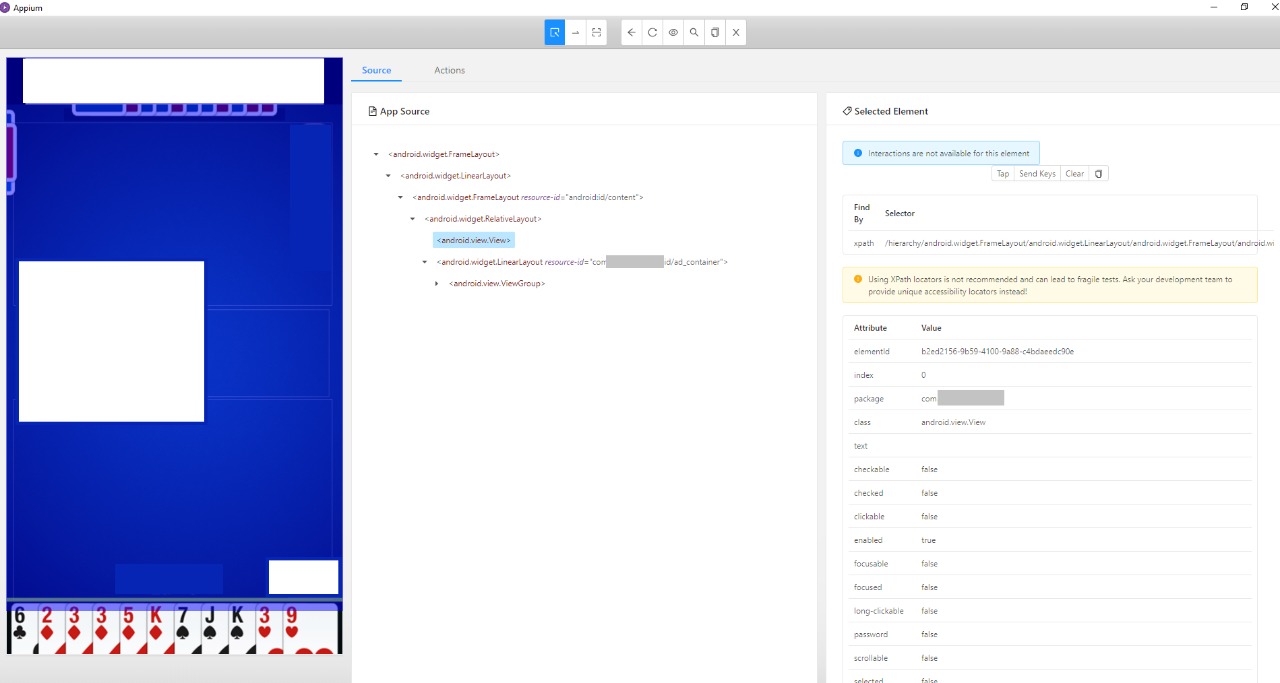 Appium
Source
Actions
App Source
<android.widget.FrameLayout>
<android.widget.LinearLayout>
<android.widget.FrameLayout resource-id="android:id/content">
<android.widget.RelativeLayout>
<android.view.View>
<android.widget.LinearLayout resource-id="com id/ad_container">
<android.view.ViewGroup>
6 2 3 3 5 K 7 J K 3 9
Selected Element
Interactions are not available for this element
Tap Send Keys Clear
Find By Selector
xpath /hierarchy/android.widget.FrameLayout/android.widget.LinearLayout/android.widget.FrameLayout/android.wi
Using XPath locators is not recommended and can lead to fragile tests. Ask your development team to
provide unique accessibility locators instead!
Attribute Value
elementId b2ed2156-9b59-4100-9a88-c4bdaeedc90e
index 0
package com
class android.view.View
text
checkable false
checked false
clickable false
enabled true
focusable false
focused false
long-clickable false
password false
scrollable false
selected false